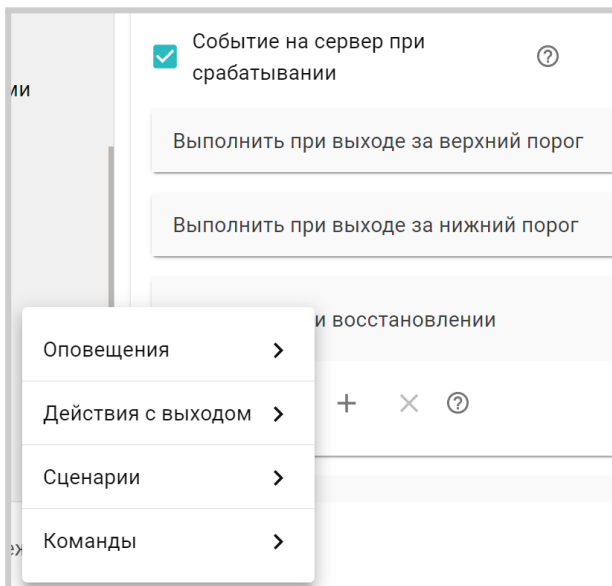 Событие на сервер при
срабатывании
ми
Выполнить при выходе за верхний порог
Выполнить при выходе за нижний порог
и восстановлении
Оповещения
Действия с выходом
Сценарии
Команды